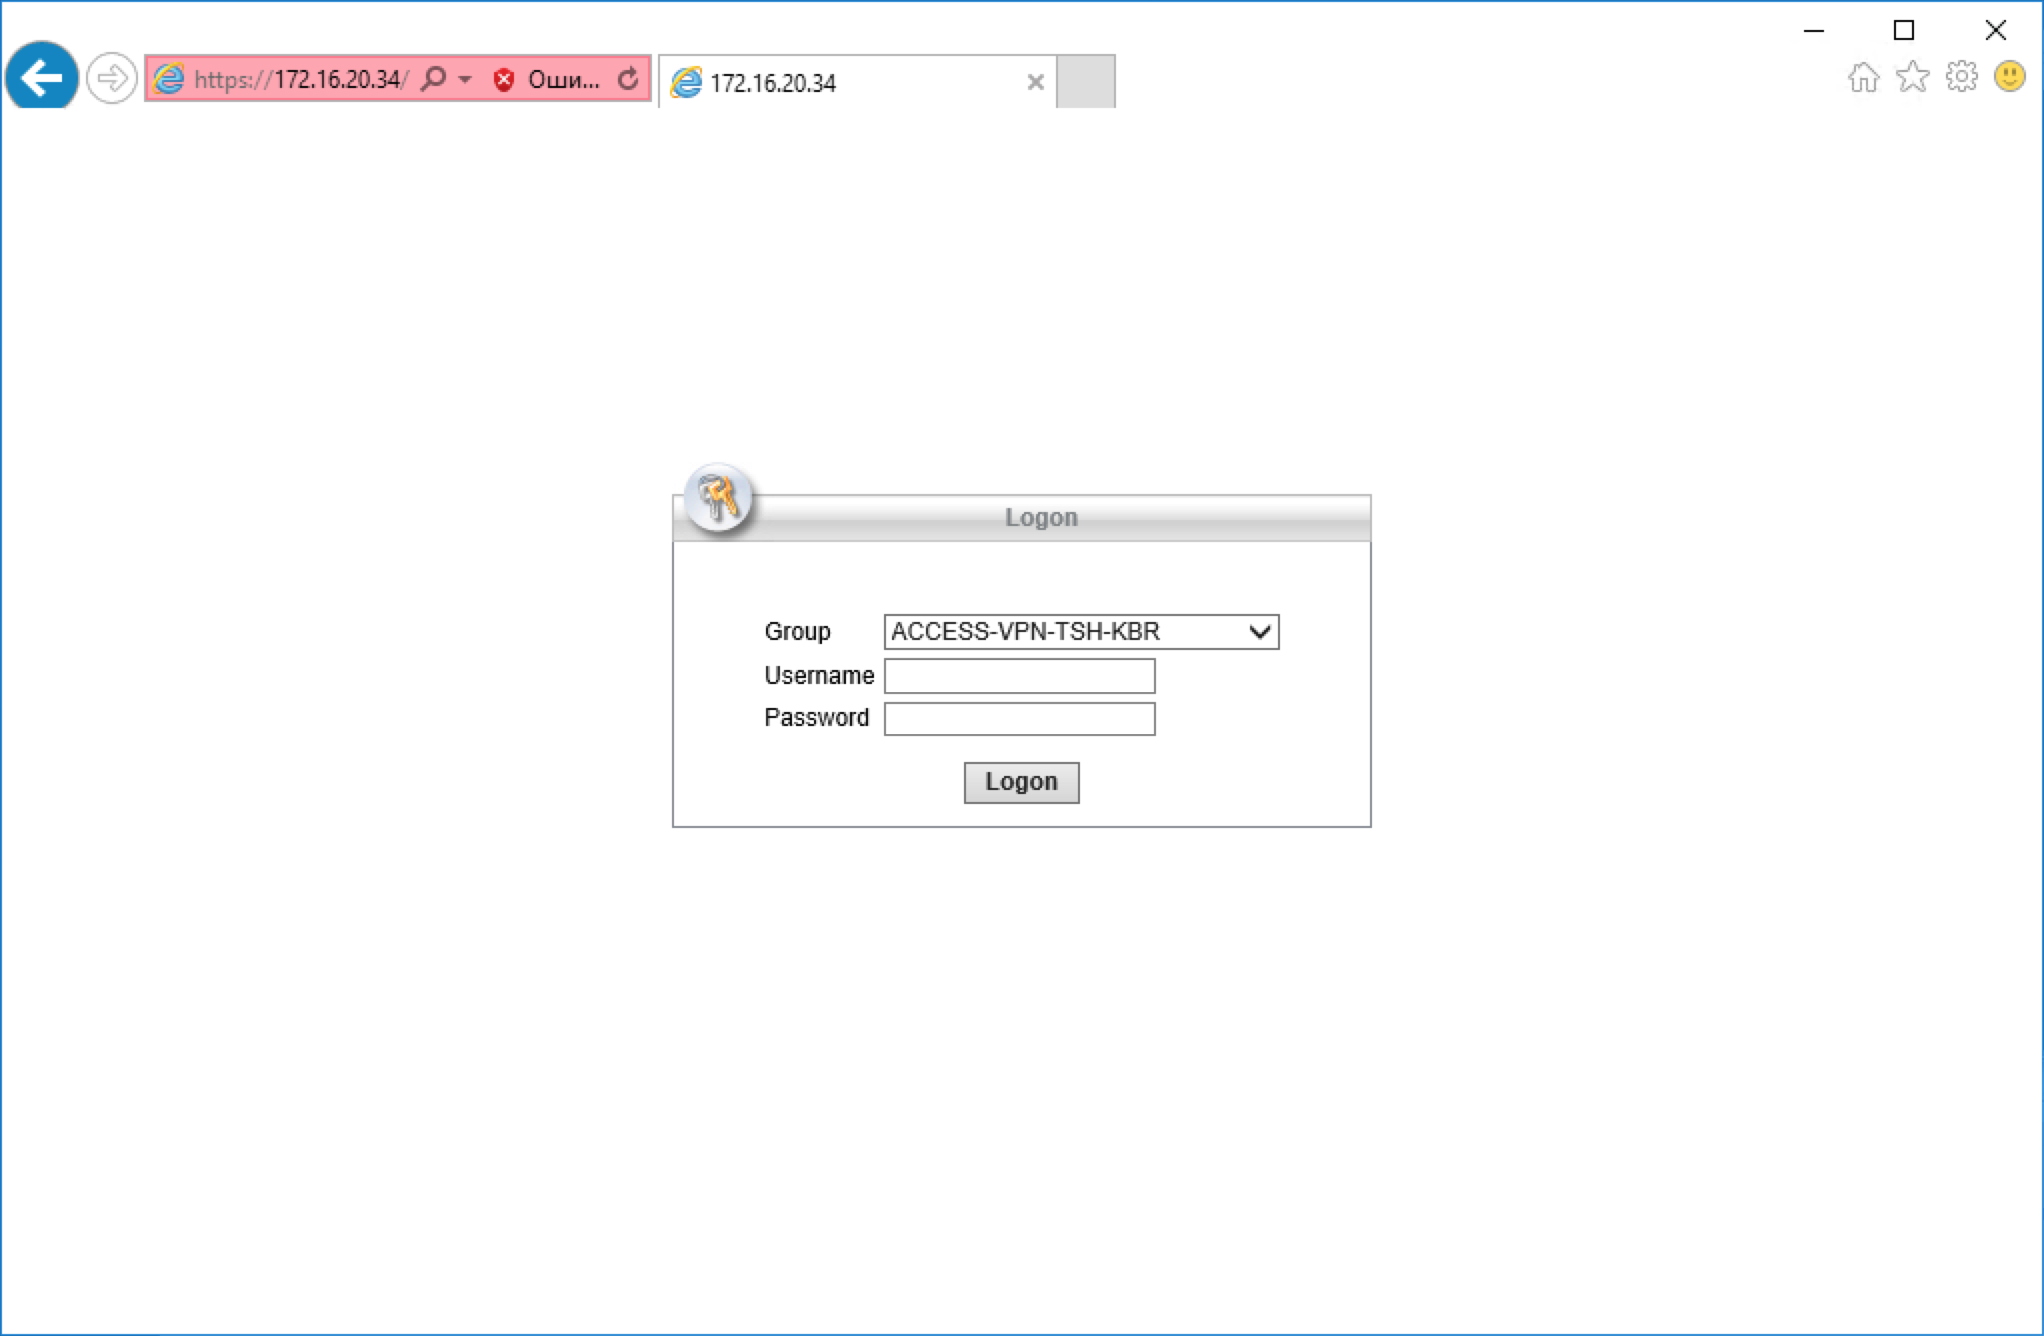 https://172.16.20.34/ Оши... 172.16.20.34
Logon
Group ACCESS-VPN-TSH-KBR
Username
Password
Logon